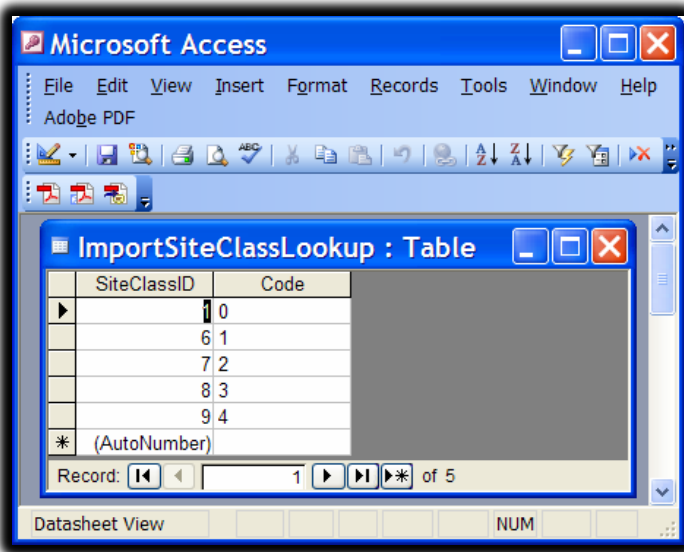 Microsoft Access
File Edit View Insert Format Records Tools Window Help
Adobe PDF
ABC A Z Z A
ImportSiteClassLookup : Table
SiteClassID Code
1 0
6 1
7 2
8 3
9 4
(AutoNumber)
Record: 1 of 5
Datasheet View NUM